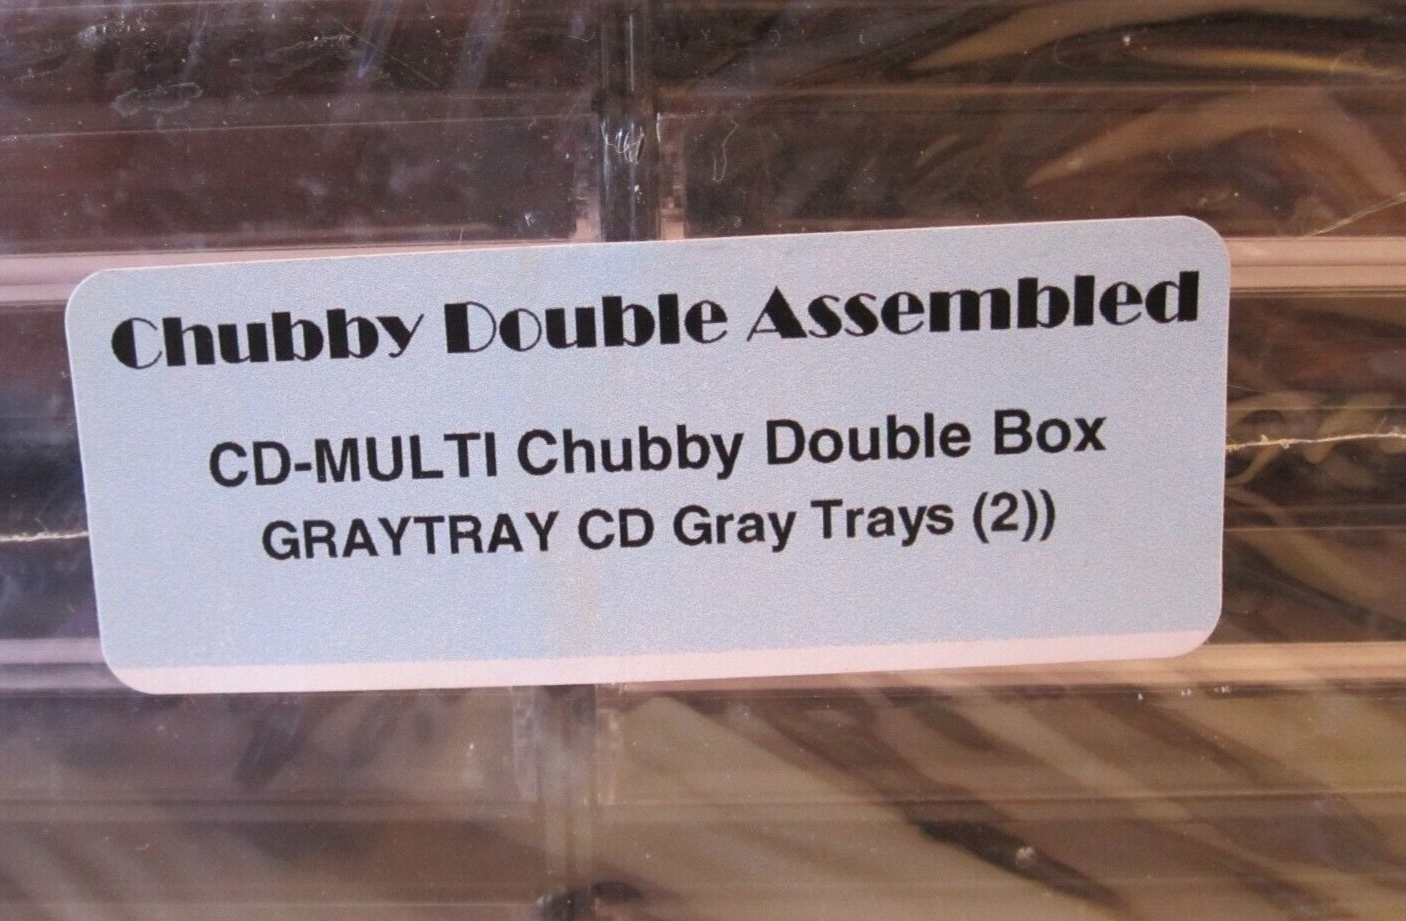 Chubby Double Assembled
CD-MULTI Chubby Double Box
GRAYTRAY CD Gray Trays (2))